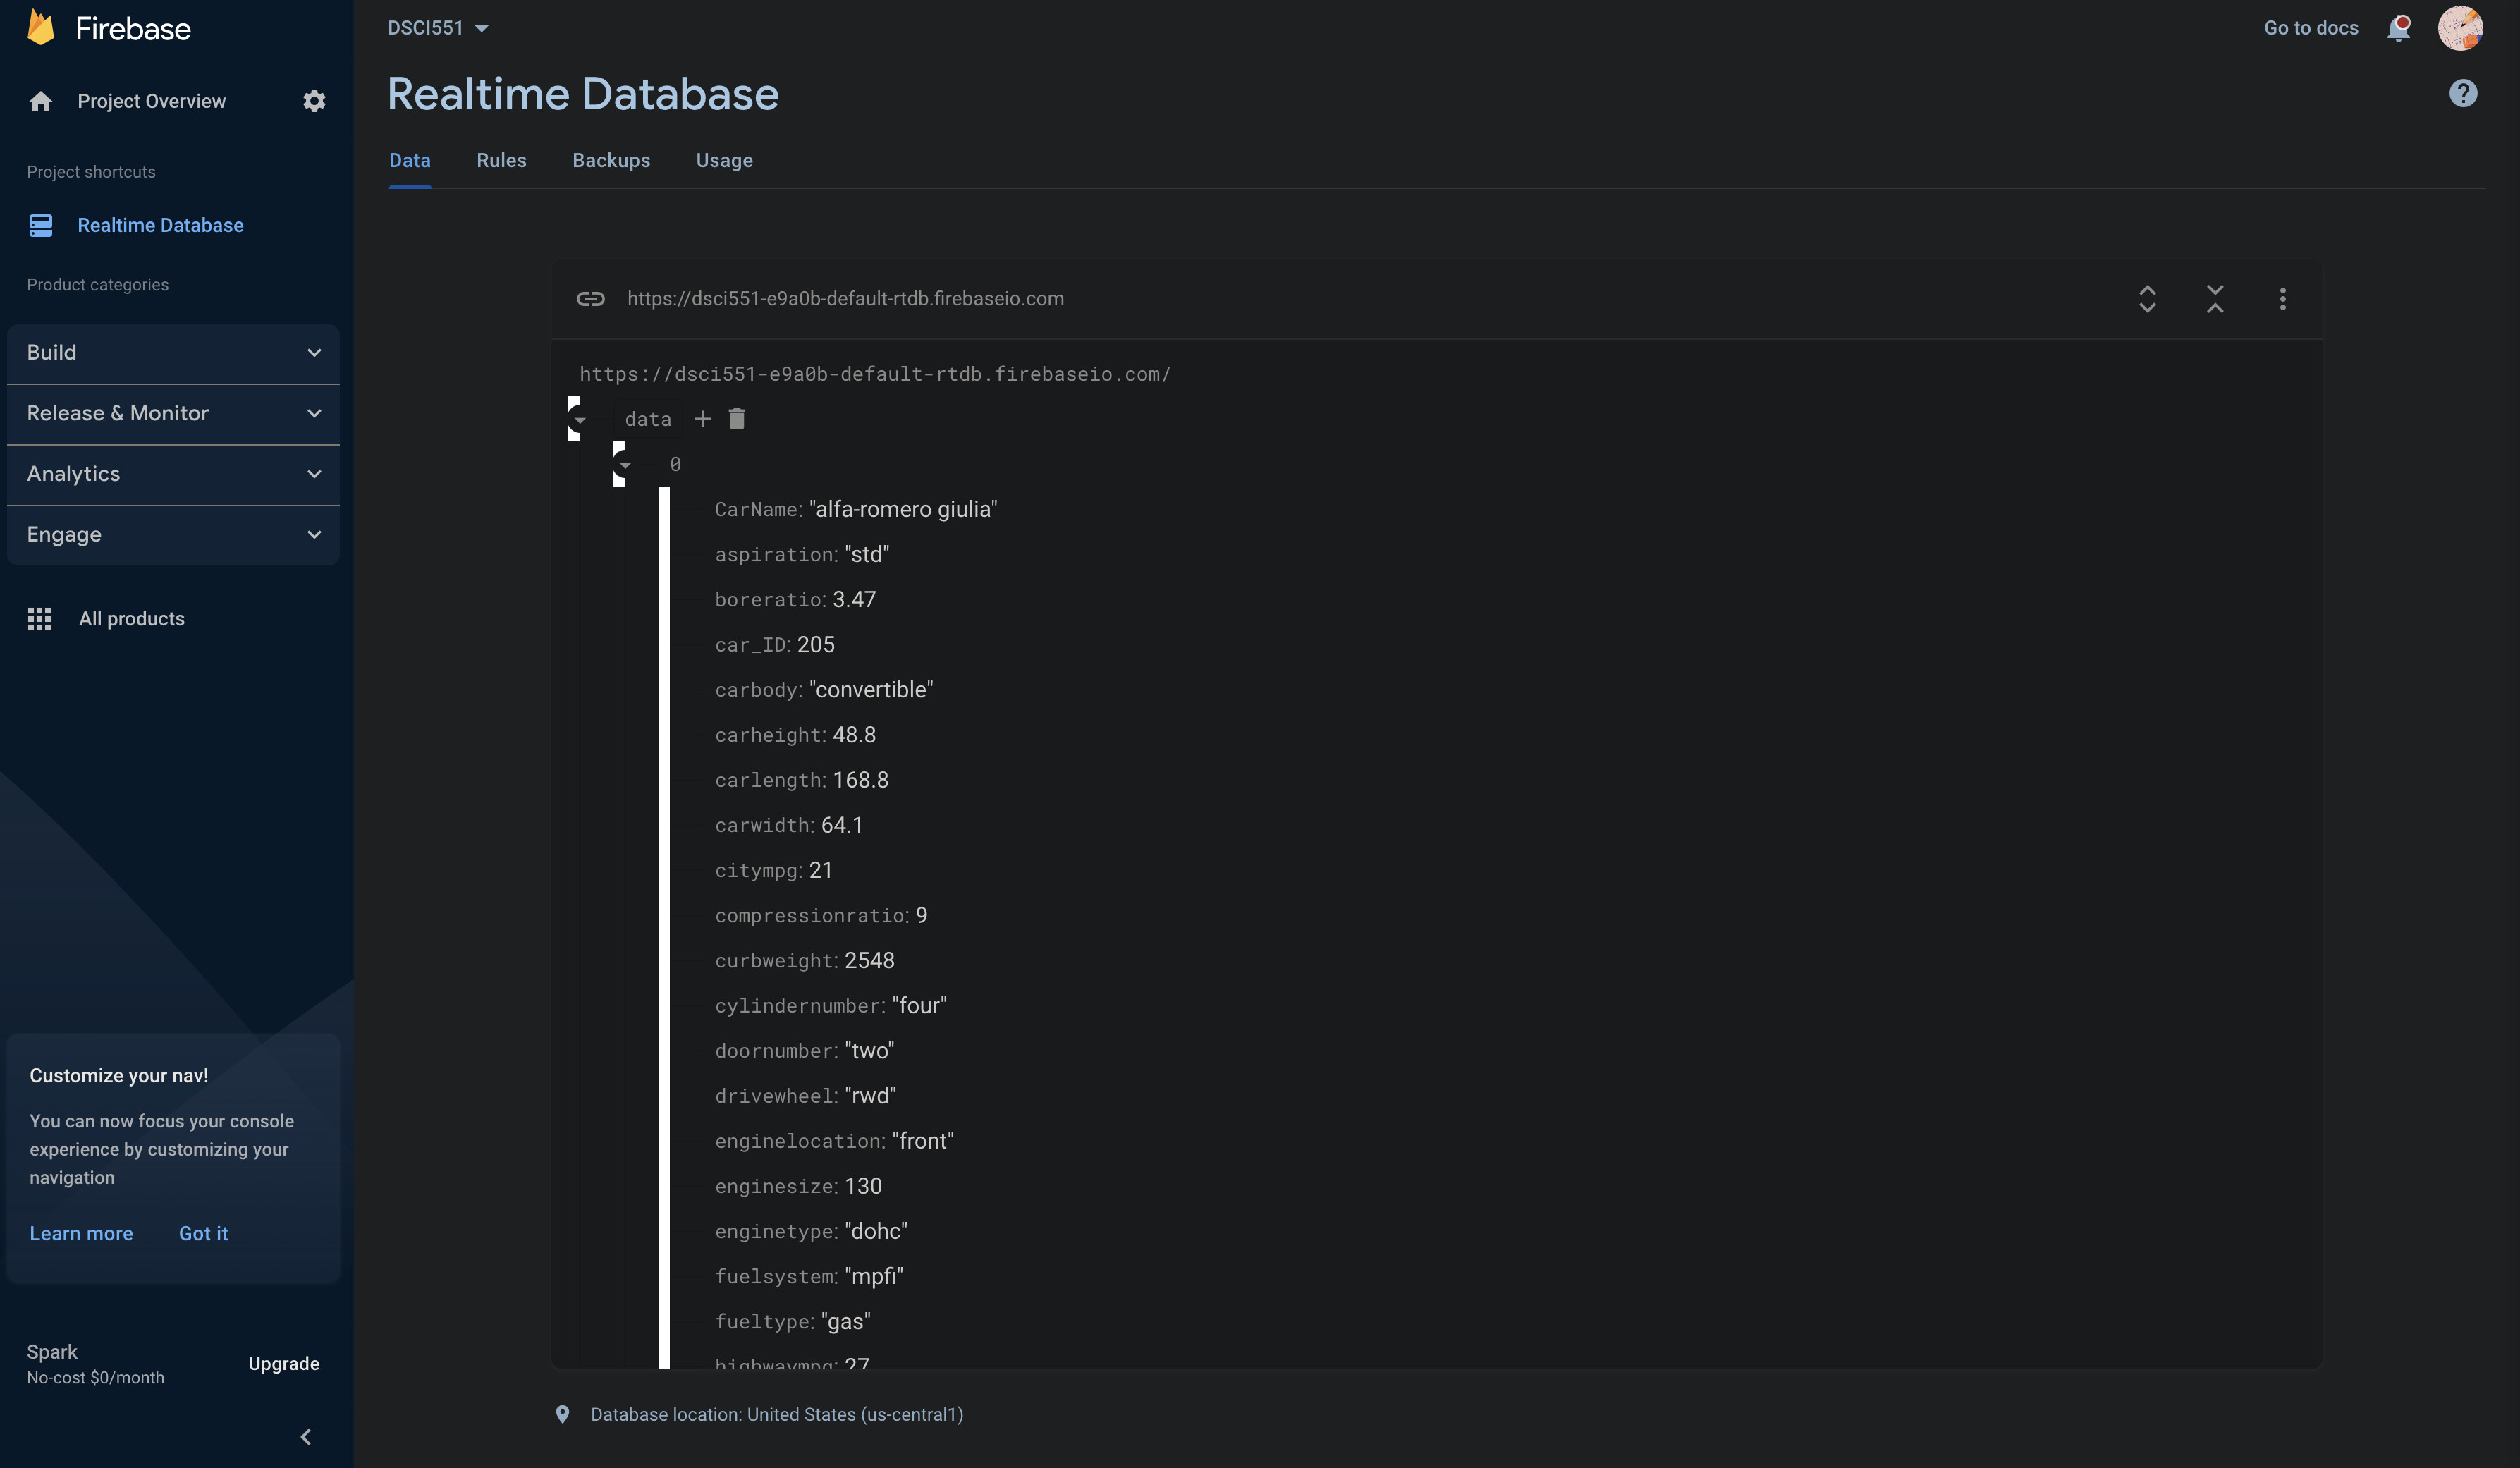 Firebase
Project Overview
Project shortcuts
Realtime Database
Product categories
Build
Release & Monitor
Analytics
Engage
All products
Customize your nav!
You can now focus your console
experience by customizing your
navigation
Learn more Got it
Spark
No-cost $0/month
Upgrade
DSCI551
Go to docs
Realtime Database
Data Rules Backups Usage
https://dsci551-e9a0b-default-rtdb.firebaseio.com
https://dsci551-e9a0b-default-rtdb.firebaseio.com/
data
0
CarName: "alfa-romero giulia"
aspiration: "std"
boreratio: 3.47
car_ID: 205
carbody: "convertible"
carheight: 48.8
carlength: 168.8
carwidth: 64.1
citympg: 21
compressionratio: 9
curbweight: 2548
cylindernumber: "four"
doornumber: "two"
drivewheel: "rwd"
enginelocation: "front"
enginesize: 130
enginetype: "dohc"
fuelsystem: "mpfi"
fueltype: "gas"
highwaympg: 27
Database location: United States (us-central1)